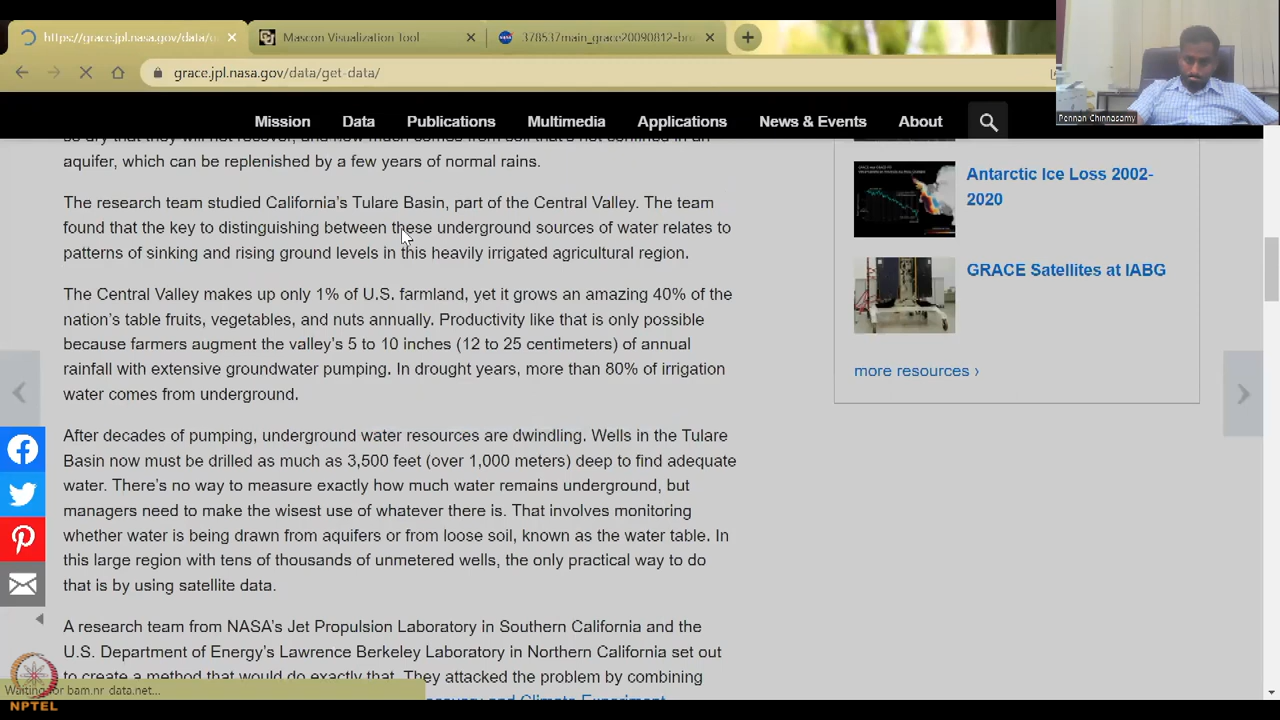 https://grace.jpl.nasa.gov/data/g
Mascon Visualization Tool
378537main_grace20090812-br
grace.jpl.nasa.gov/data/get-data/
Pennan Chinnasamy
Mission
Data
Publications
Multimedia
Applications
News & Events
About
so dry that they will not recover, and how much comes from soil that's not confined in an
aquifer, which can be replenished by a few years of normal rains.
The research team studied California's Tulare Basin, part of the Central Valley. The team
found that the key to distinguishing between these underground sources of water relates to
patterns of sinking and rising ground levels in this heavily irrigated agricultural region.
The Central Valley makes up only 1% of U.S. farmland, yet it grows an amazing 40% of the
nation's table fruits, vegetables, and nuts annually. Productivity like that is only possible
because farmers augment the valley's 5 to 10 inches (12 to 25 centimeters) of annual
rainfall with extensive groundwater pumping. In drought years, more than 80% of irrigation
water comes from underground.
After decades of pumping, underground water resources are dwindling. Wells in the Tulare
Basin now must be drilled as much as 3,500 feet (over 1,000 meters) deep to find adequate
water. There's no way to measure exactly how much water remains underground, but
managers need to make the wisest use of whatever there is. That involves monitoring
whether water is being drawn from aquifers or from loose soil, known as the water table. In
this large region with tens of thousands of unmetered wells, the only practical way to do
that is by using satellite data.
A research team from NASA's Jet Propulsion Laboratory in Southern California and the
U.S. Department of Energy's Lawrence Berkeley Laboratory in Northern California set out
to create a method that would do exactly that. They attacked the problem by combining
and Climate Experiment
Antarctic Ice Loss 2002-
2020
GRACE Satellites at IABG
more resources ›
Waiting for bam.nr-data.net...
NPTEL